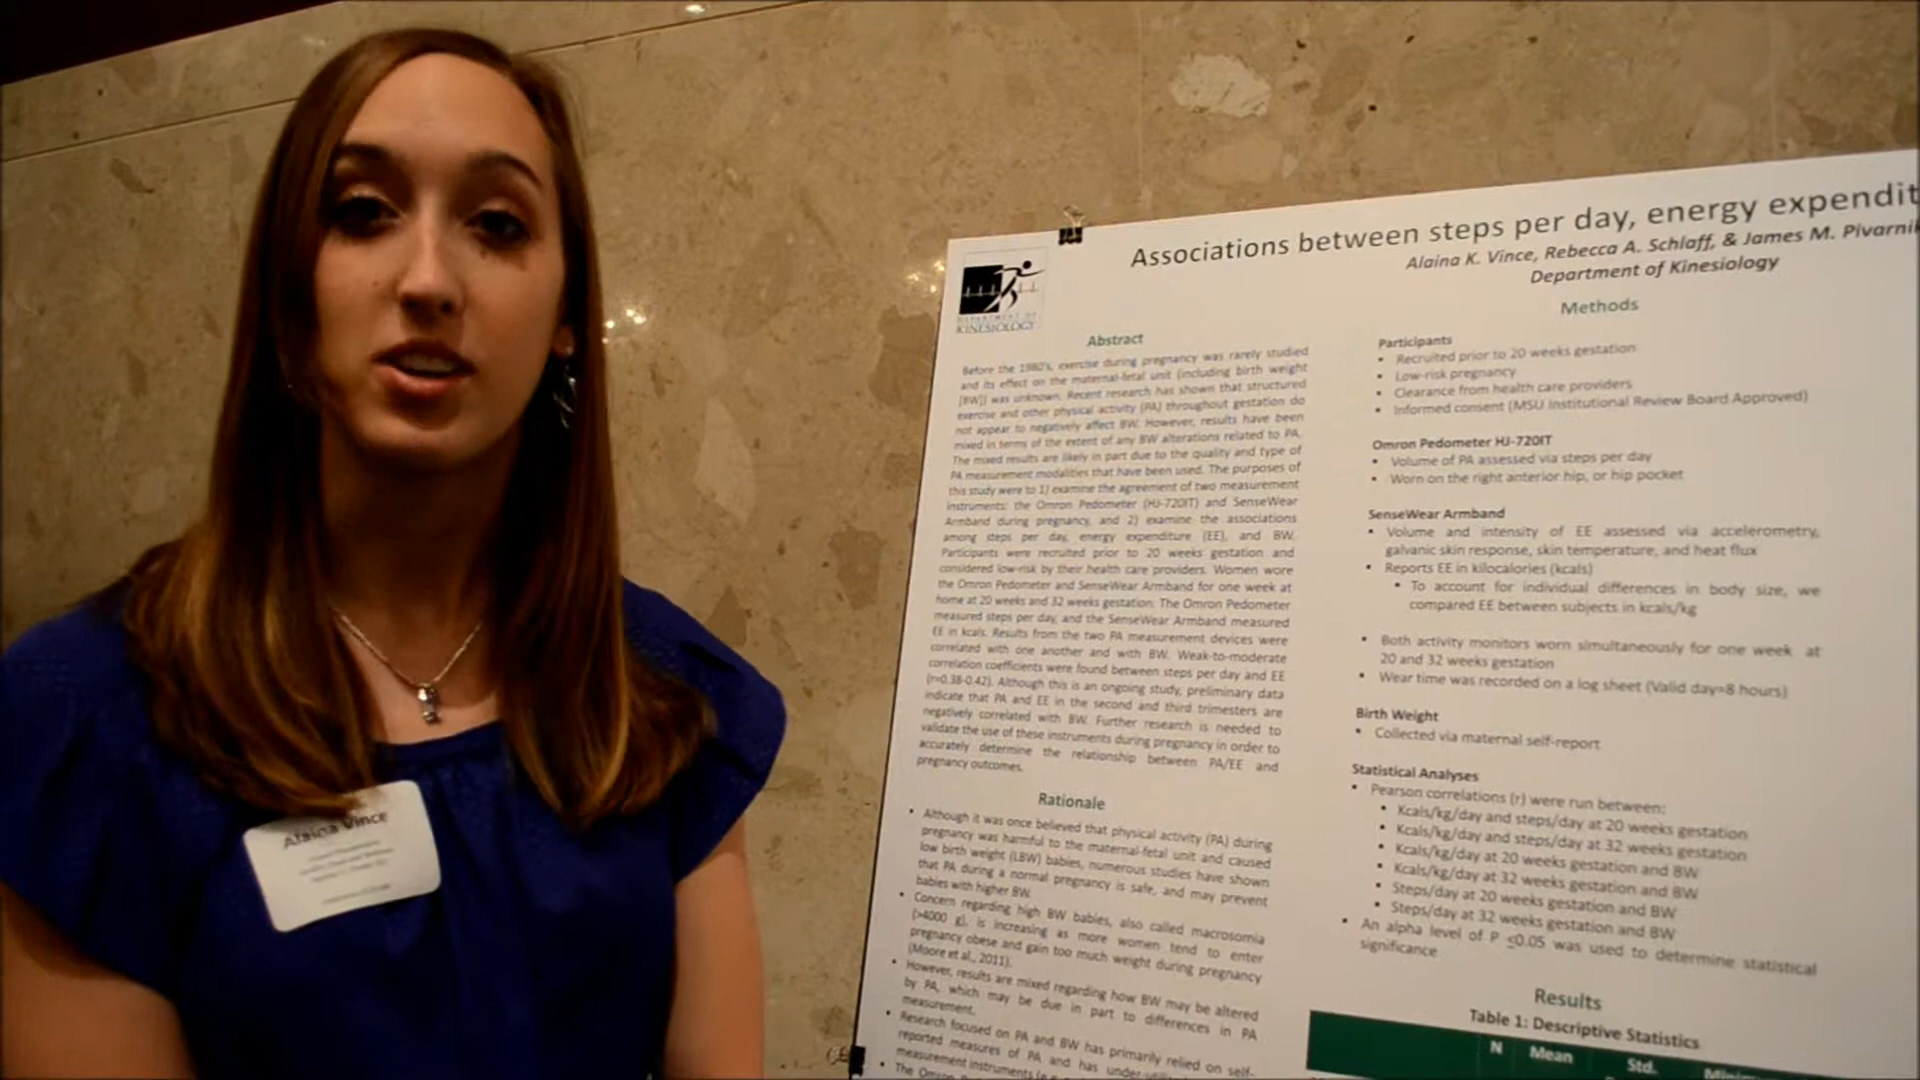 Associations between steps per day, energy expendit
Alaina K. Vince, Rebecca A. Schlaff, & James M. Pivarnik
Department of Kinesiology
DEPARTMENT OF
KINESIOLOGY
Abstract
Before the 1980's, exercise during pregnancy was rarely studied
and its effect on the maternal-fetal unit (including birth weight
[BW]) was unknown. Recent research has shown that structured
exercise and other physical activity (PA) throughout gestation do
not appear to negatively affect BW. However, results have been
mixed in terms of the extent of any BW alterations related to PA.
The mixed results are likely in part due to the quality and type of
PA measurement modalities that have been used. The purposes of
this study were to 1) examine the agreement of two measurement
instruments: the Omron Pedometer (HJ-720IT) and SenseWear
Armband during pregnancy, and 2) examine the associations
among steps per day, energy expenditure (EE), and BW.
Participants were recruited prior to 20 weeks gestation and
considered low-risk by their health care providers. Women wore
the Omron Pedometer and SenseWear Armband for one week at
home at 20 weeks and 32 weeks gestation. The Omron Pedometer
measured steps per day, and the SenseWear Armband measured
EE in kcals. Results from the two PA measurement devices were
correlated with one another and with BW. Weak-to-moderate
correlation coefficients were found between steps per day and EE
(r=0.38-0.42). Although this is an ongoing study, preliminary data
indicate that PA and EE in the second and third trimesters are
negatively correlated with BW. Further research is needed to
validate the use of these instruments during pregnancy in order to
accurately determine the relationship between PA/EE and
pregnancy outcomes.
Rationale
• Although it was once believed that physical activity (PA) during
pregnancy was harmful to the maternal-fetal unit and caused
low birth weight (LBW) babies, numerous studies have shown
that PA during a normal pregnancy is safe, and may prevent
babies with higher BW.
• Concern regarding high BW babies, also called macrosomia
(>4000 g), is increasing as more women tend to enter
pregnancy obese and gain too much weight during pregnancy
(Moore et al., 2011).
• However, results are mixed regarding how BW may be altered
by PA, which may be due in part to differences in PA
measurement.
• Research focused on PA and BW has primarily relied on self-
reported measures of PA and has
measurement instruments
• The
Methods
Participants
• Recruited prior to 20 weeks gestation
• Low-risk pregnancy
• Clearance from health care providers
• Informed consent (MSU Institutional Review Board Approved)
Omron Pedometer HJ-720IT
• Volume of PA assessed via steps per day
• Worn on the right anterior hip, or hip pocket
SenseWear Armband
• Volume and intensity of EE assessed via accelerometry,
galvanic skin response, skin temperature, and heat flux
• Reports EE in kilocalories (kcals)
• To account for individual differences in body size, we
compared EE between subjects in kcals/kg
• Both activity monitors worn simultaneously for one week at
20 and 32 weeks gestation
• Wear time was recorded on a log sheet (Valid day=8 hours)
Birth Weight
• Collected via maternal self-report
Statistical Analyses
• Pearson correlations (r) were run between:
• Kcals/kg/day and steps/day at 20 weeks gestation
• Kcals/kg/day and steps/day at 32 weeks gestation
• Kcals/kg/day at 20 weeks gestation and BW
• Kcals/kg/day at 32 weeks gestation and BW
• Steps/day at 20 weeks gestation and BW
• Steps/day at 32 weeks gestation and BW
• An alpha level of P ≤0.05 was used to determine statistical
significance
Results
Table 1: Descriptive Statistics
N Mean Std.
Alaina Vince